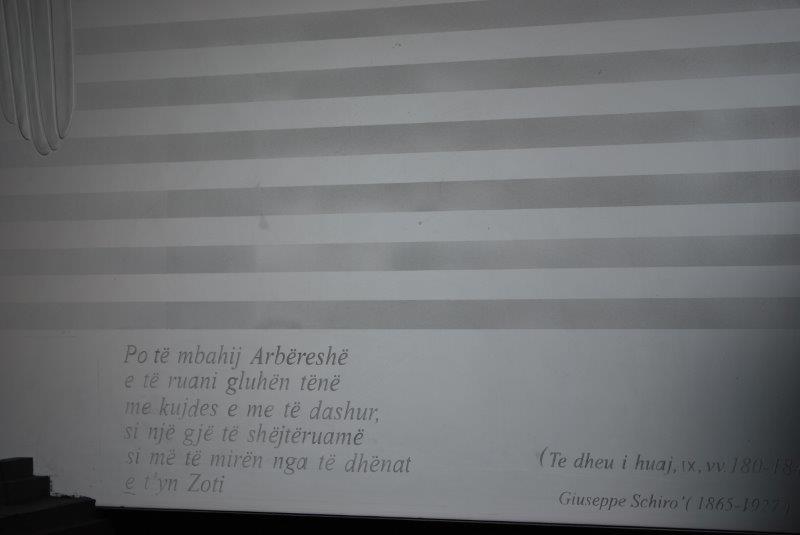 Po të mbahij Arbëreshë
e të ruani gluhën tënë
me kujdes e me të dashur,
si një gjë të shëjtëruamë
si më të mirën nga të dhënat
e t'yn Zoti
(Te dheu i huaj, IX, vv. 180-18
Giuseppe Schiro' ( 1865-1927 )